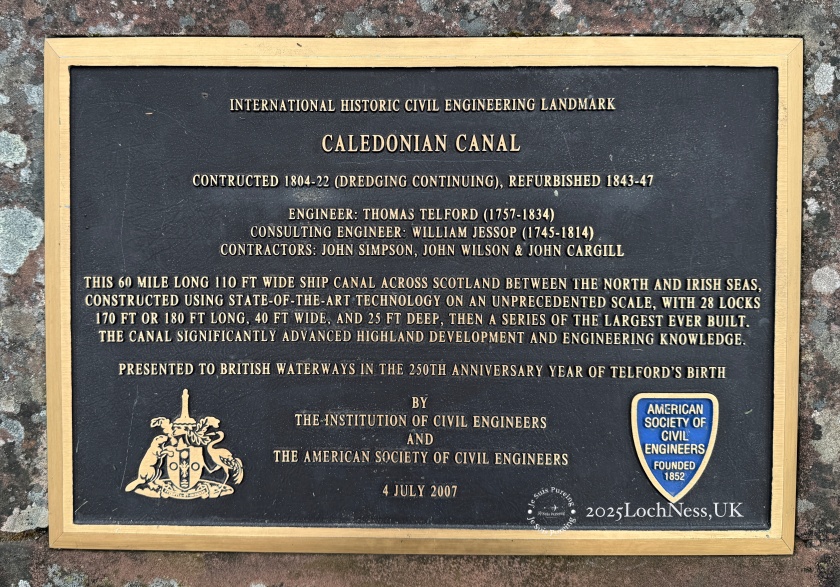 INTERNATIONAL HISTORIC CIVIL ENGINEERING LANDMARK
CALEDONIAN CANAL
CONTRUCTED 1804-22 (DREDGING CONTINUING), REFURBISHED 1843-47
ENGINEER: THOMAS TELFORD (1757-1834)
CONSULTING ENGINEER: WILLIAM JESSOP (1745-1814)
CONTRACTORS: JOHN SIMPSON, JOHN WILSON & JOHN CARGILL
THIS 60 MILE LONG 110 FT WIDE SHIP CANAL ACROSS SCOTLAND BETWEEN THE NORTH AND IRISH SEAS,
CONSTRUCTED USING STATE-OF-THE-ART TECHNOLOGY ON AN UNPRECEDENTED SCALE, WITH 28 LOCKS
170 FT OR 180 FT LONG, 40 FT WIDE, AND 25 FT DEEP, THEN A SERIES OF THE LARGEST EVER BUILT.
THE CANAL SIGNIFICANTLY ADVANCED HIGHLAND DEVELOPMENT AND ENGINEERING KNOWLEDGE.
PRESENTED TO BRITISH WATERWAYS IN THE 250TH ANNIVERSARY YEAR OF TELFORD'S BiRTH
BY
THE INSTITUTION OF CIVIL ENGINEERS
AND
THE AMERICAN SOCIETY OF CIVIL ENGINEERS
4 JULY 2007
AMERICAN
SOCIETY OF
CIVIL
ENGINEERS
FOUNDED
1852
Je Suis Pureing
Je Suis Pureing
2025LochNess,UK